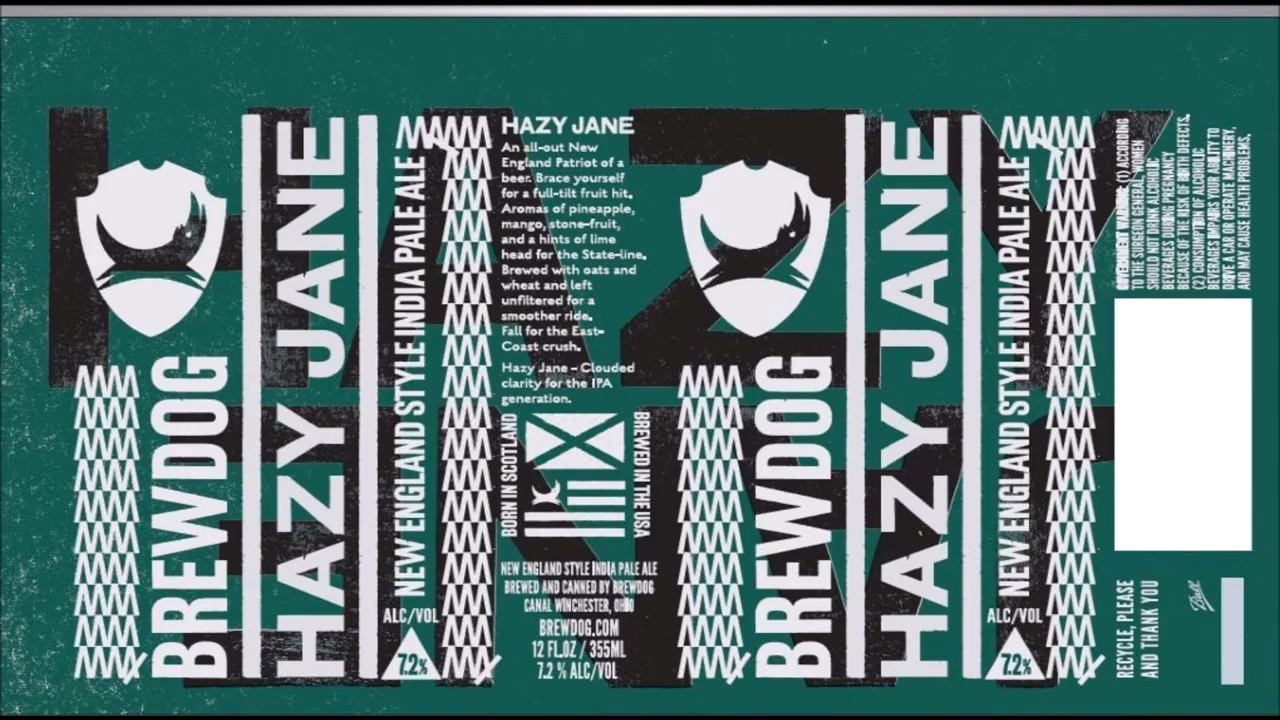 BREWDOG
HAZY JANE
NEW ENGLAND STYLE INDIA PALE ALE
ALC/VOL
7.2%
HAZY JANE
An all-out New
England Patriot of a
beer. Brace yourself
for a full-tilt fruit hit.
Aromas of pineapple,
mango, stone-fruit,
and a hints of lime
head for the State-line.
Brewed with oats and
wheat and left
unfiltered for a
smoother ride.
Fall for the East-
Coast crush.
Hazy Jane - Clouded
clarity for the IPA
generation.
BORN IN SCOTLAND
BREWED IN THE USA
NEW ENGLAND STYLE INDIA PALE ALE
BREWED AND CANNED BY BREWDOG
CANAL WINCHESTER, OHIO
BREWDOG.COM
12 FL.OZ / 355ML
7.2 % ALC/VOL
BREWDOG
HAZY JANE
NEW ENGLAND STYLE INDIA PALE ALE
ALC/VOL
7.2%
GOVERNMENT WARNING: (1) ACCORDING
TO THE SURGEON GENERAL, WOMEN
SHOULD NOT DRINK ALCOHOLIC
BEVERAGES DURING PREGNANCY
BECAUSE OF THE RISK OF BIRTH DEFECTS.
(2) CONSUMPTION OF ALCOHOLIC
BEVERAGES IMPAIRS YOUR ABILITY TO
DRIVE A CAR OR OPERATE MACHINERY,
AND MAY CAUSE HEALTH PROBLEMS.
RECYCLE, PLEASE
AND THANK YOU
Ball